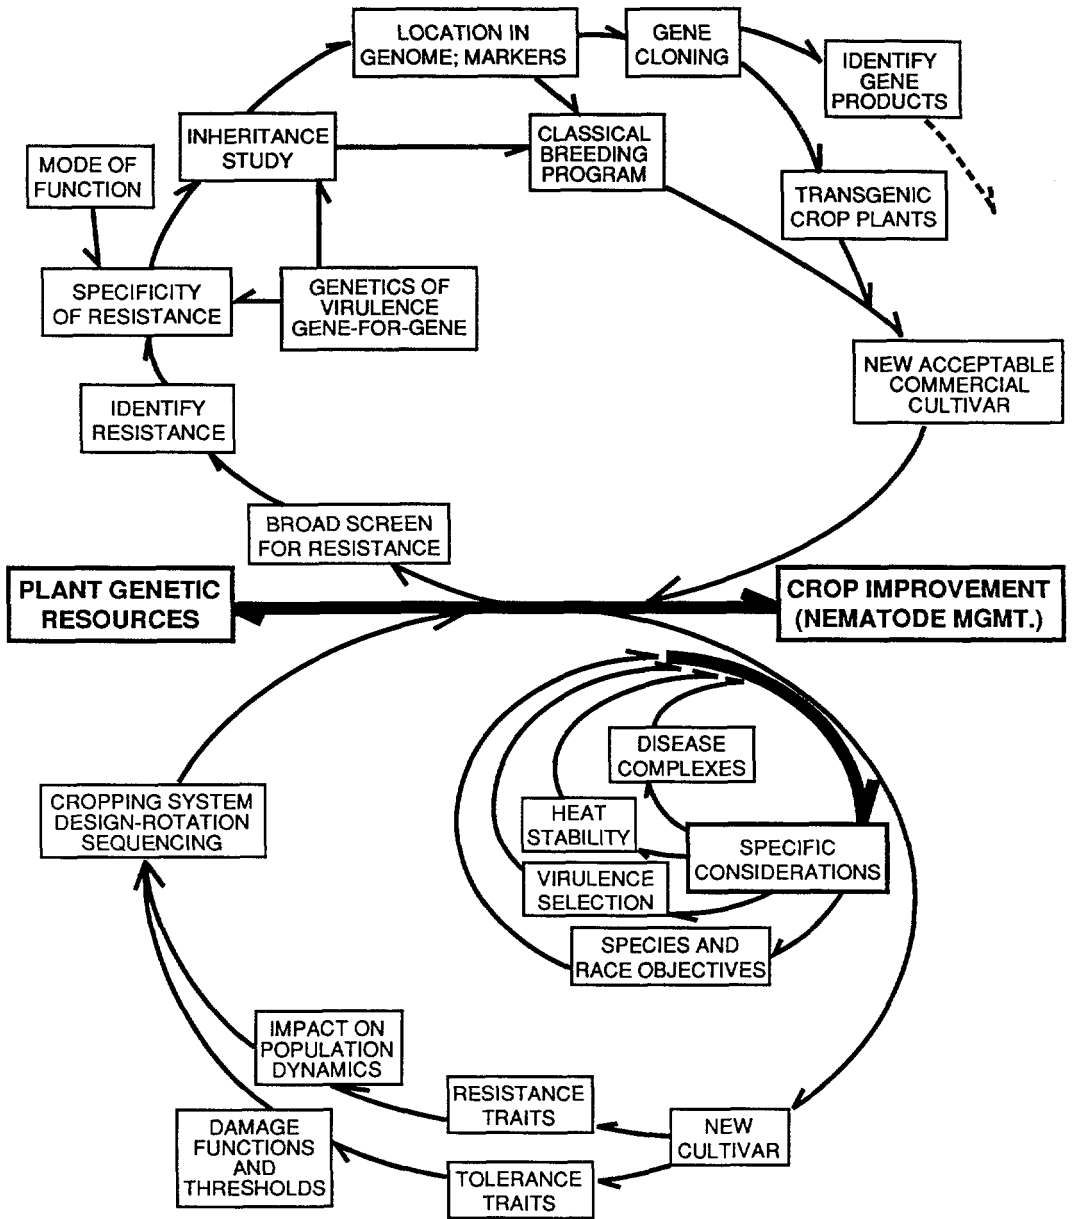 LOCATION IN
GENOME; MARKERS
GENE
CLONING
IDENTIFY
GENE
PRODUCTS
INHERITANCE
STUDY
CLASSICAL
BREEDING
PROGRAM
MODE OF
FUNCTION
TRANSGENIC
CROP PLANTS
SPECIFICITY
OF RESISTANCE
GENETICS OF
VIRULENCE
GENE-FOR-GENE
NEW ACCEPTABLE
COMMERCIAL
CULTIVAR
IDENTIFY
RESISTANCE
BROAD SCREEN
FOR RESISTANCE
PLANT GENETIC
RESOURCES
CROP IMPROVEMENT
(NEMATODE MGMT.)
DISEASE
COMPLEXES
CROPPING SYSTEM
DESIGN-ROTATION
SEQUENCING
HEAT
STABILITY
SPECIFIC
CONSIDERATIONS
VIRULENCE
SELECTION
SPECIES AND
RACE OBJECTIVES
IMPACT ON
POPULATION
DYNAMICS
RESISTANCE
TRAITS
NEW
CULTIVAR
DAMAGE
FUNCTIONS
AND
THRESHOLDS
TOLERANCE
TRAITS